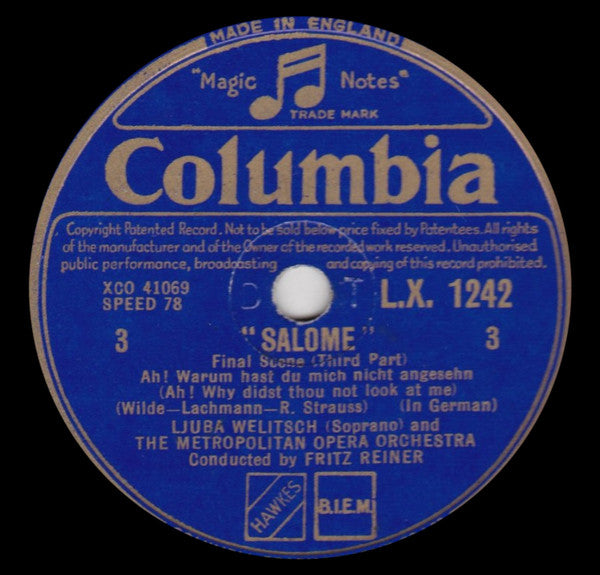 MADE IN ENGLAND
"Magic Notes"
TRADE MARK
Columbia
Copyright Patented Record. Not to be sold below price fixed by Patentees. All rights
of the manufacturer and of the Owner of the recorded work reserved. Unauthorised
public performance, broadcasting and copying of this record prohibited.
XCO 41069
SPEED 78
L.X. 1242
3 "SALOME" 3
Final Scene (Third Part)
Ah! Warum hast du mich nicht angesehn
(Ah! Why didst thou not look at me)
(Wilde—Lachmann—R. Strauss) (In German)
LJUBA WELITSCH (Soprano) and
THE METROPOLITAN OPERA ORCHESTRA
Conducted by FRITZ REINER
HAWKES
B.I.E.M.